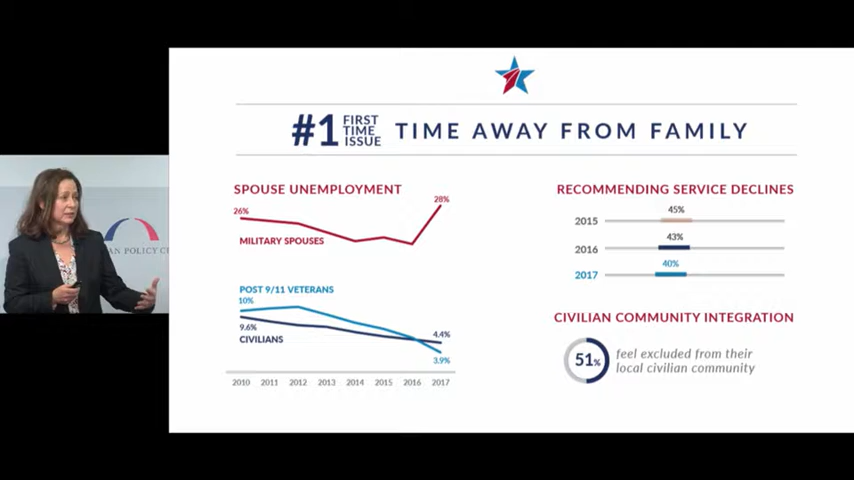 #1 FIRST
TIME
ISSUE
TIME AWAY FROM FAMILY
SPOUSE UNEMPLOYMENT
28%
26%
MILITARY SPOUSES
POST 9/11 VETERANS
10%
9.6%
CIVILIANS
4.4%
3.9%
2010 2011 2012 2013 2014 2015 2016 2017
RECOMMENDING SERVICE DECLINES
45%
2015
43%
2016
40%
2017
CIVILIAN COMMUNITY INTEGRATION
51%
feel excluded from their
local civilian community
AN POLICY C